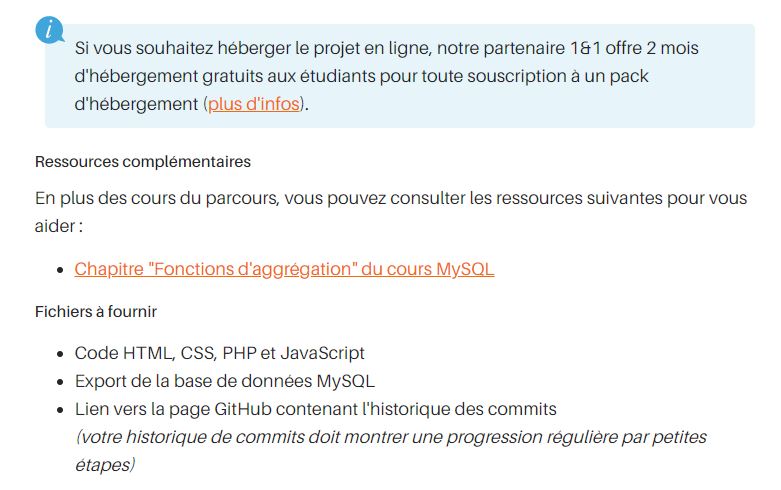 i
Si vous souhaitez héberger le projet en ligne, notre partenaire 1&1 offre 2 mois
d'hébergement gratuits aux étudiants pour toute souscription à un pack
d'hébergement (plus d'infos).
Ressources complémentaires
En plus des cours du parcours, vous pouvez consulter les ressources suivantes pour vous
aider :
• Chapitre "Fonctions d'aggrégation" du cours MySQL
Fichiers à fournir
• Code HTML, CSS, PHP et JavaScript
• Export de la base de données MySQL
• Lien vers la page GitHub contenant l'historique des commits
(votre historique de commits doit montrer une progression régulière par petites
étapes)